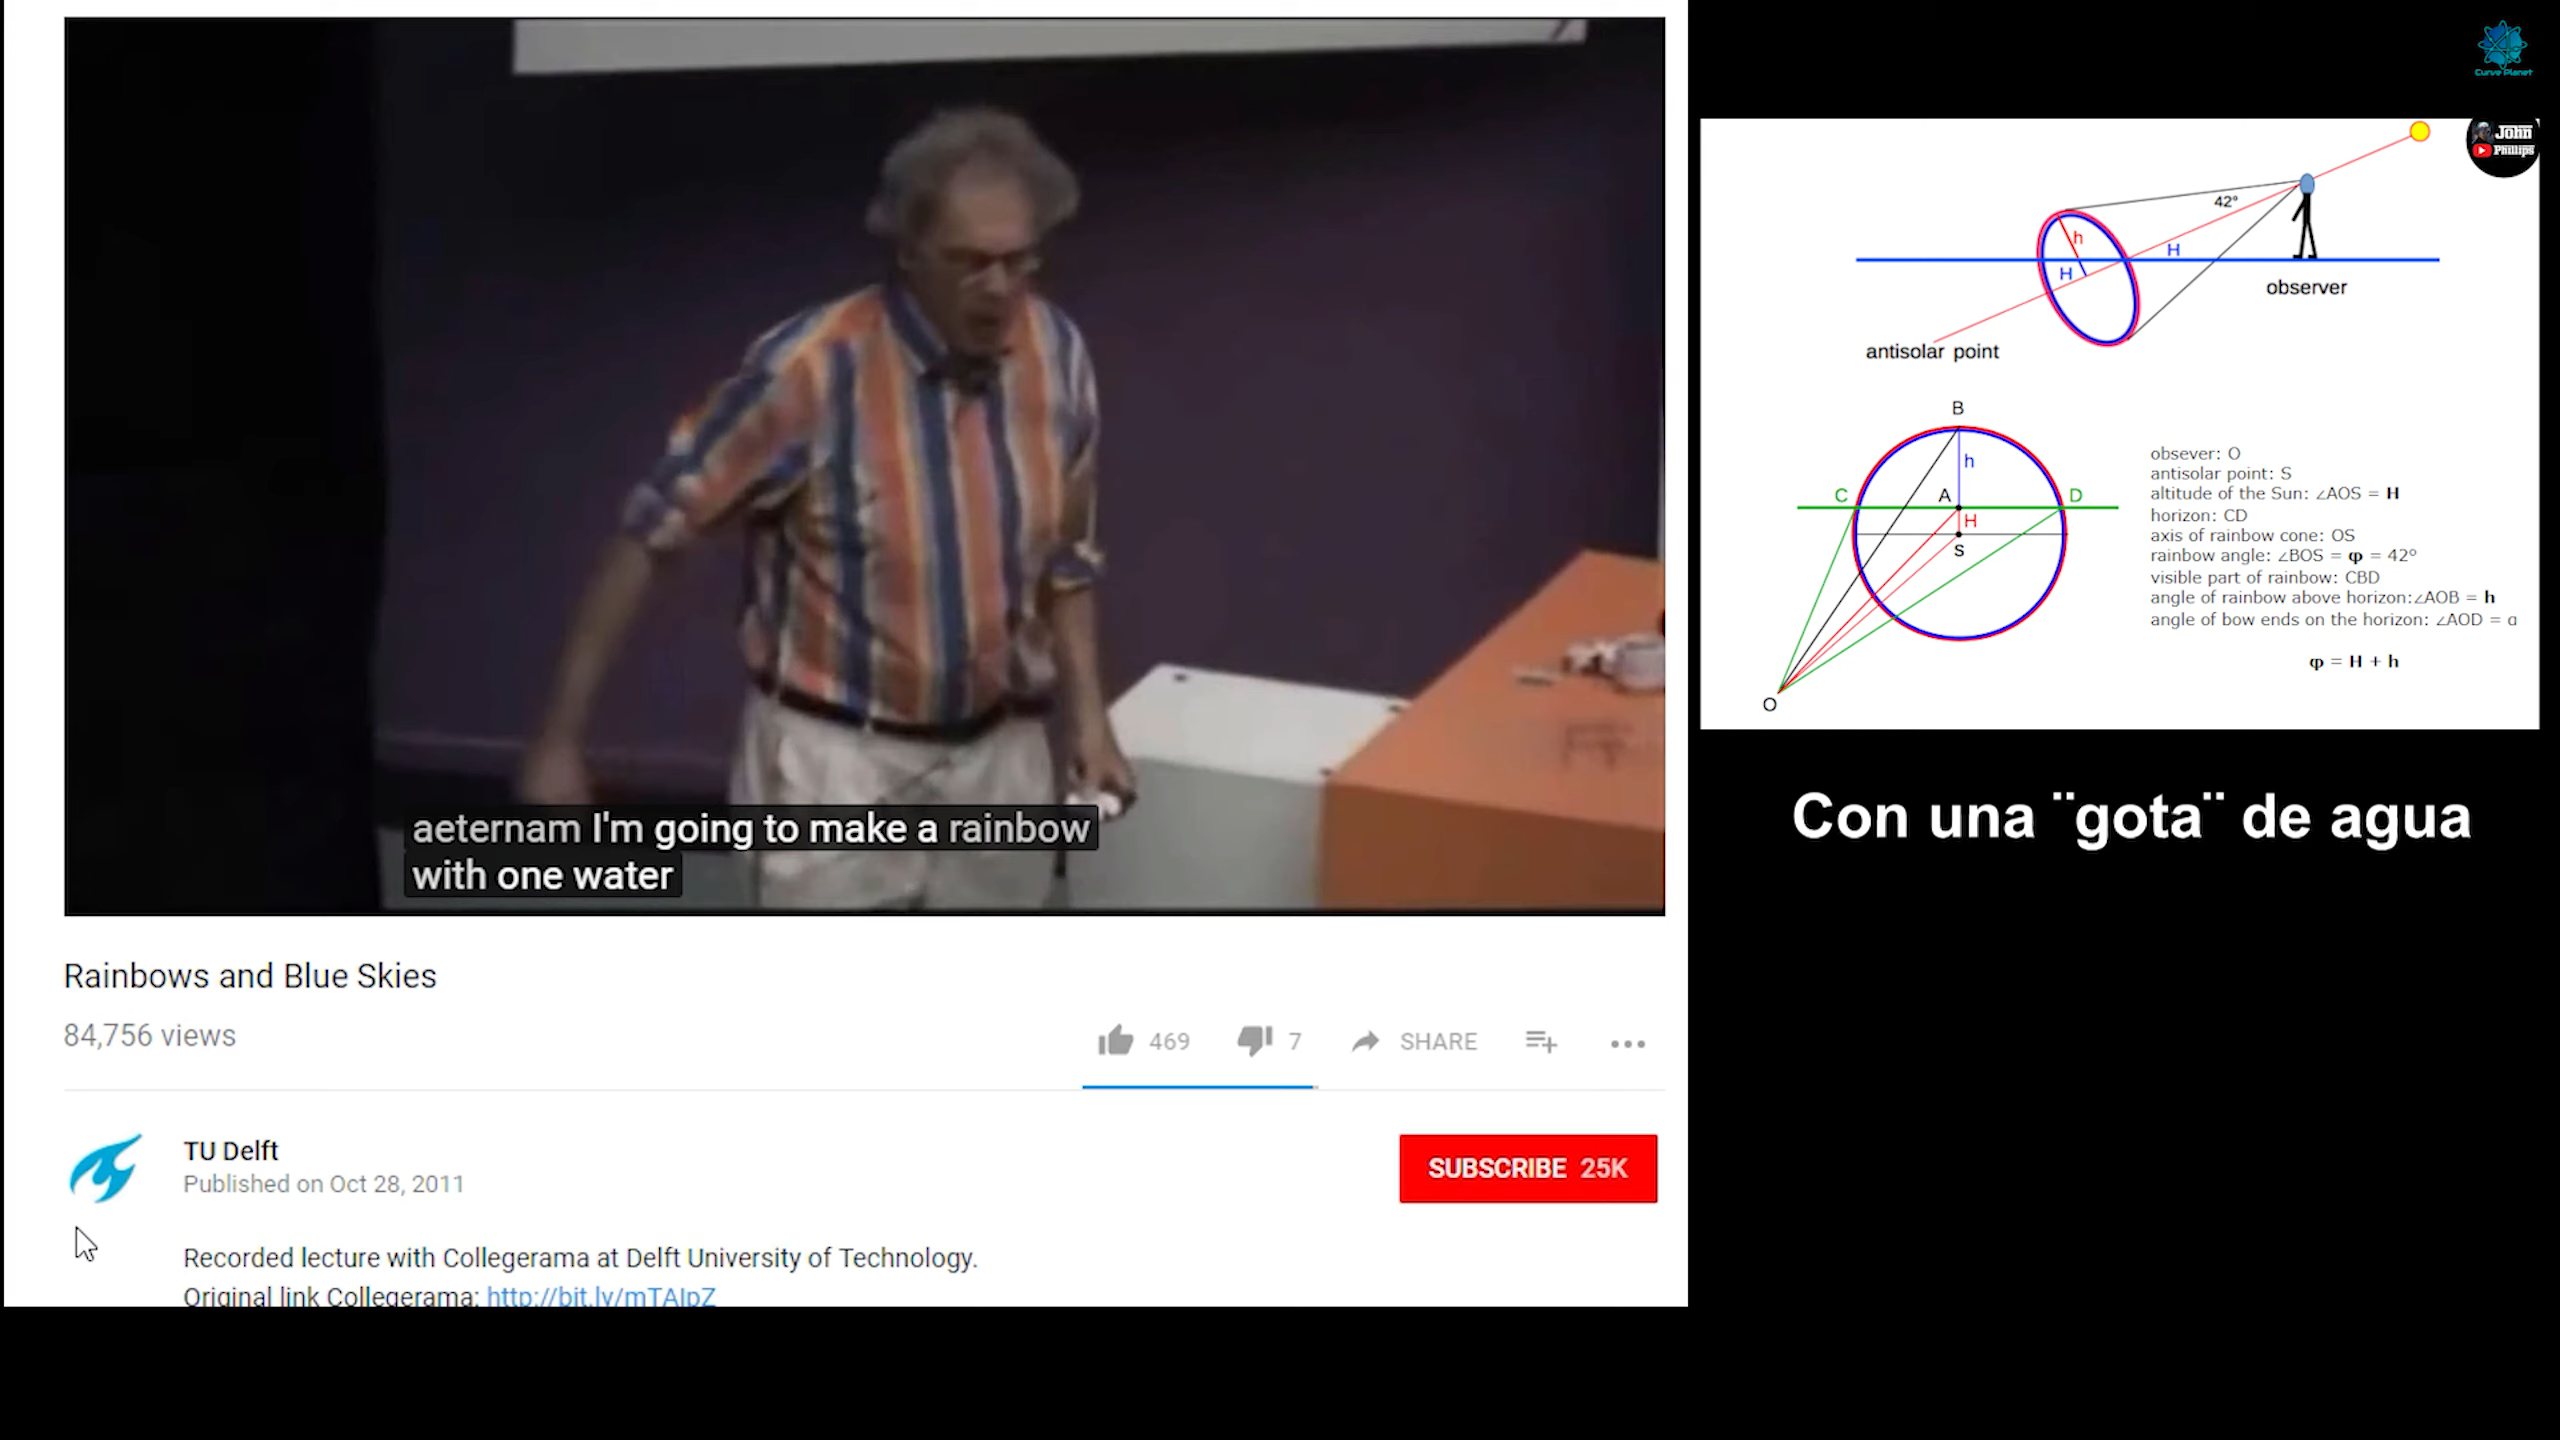 aeternam I'm going to make a rainbow
with one water
Rainbows and Blue Skies
84,756 views
469
7
SHARE
TU Delft
Published on Oct 28, 2011
SUBSCRIBE 25K
Recorded lecture with Collegerama at Delft University of Technology.
Original link Collegerama: http://bit.ly/mTAIpZ
Curve Planet
John
Phillips
42°
h
H
H
observer
antisolar point
B
h
C
A
D
H
S
O
obsever: O
antisolar point: S
altitude of the Sun: ∠AOS = H
horizon: CD
axis of rainbow cone: OS
rainbow angle: ∠BOS = φ = 42°
visible part of rainbow: CBD
angle of rainbow above horizon:∠AOB = h
angle of bow ends on the horizon: ∠AOD = α
φ = H + h
Con una ¨gota¨ de agua